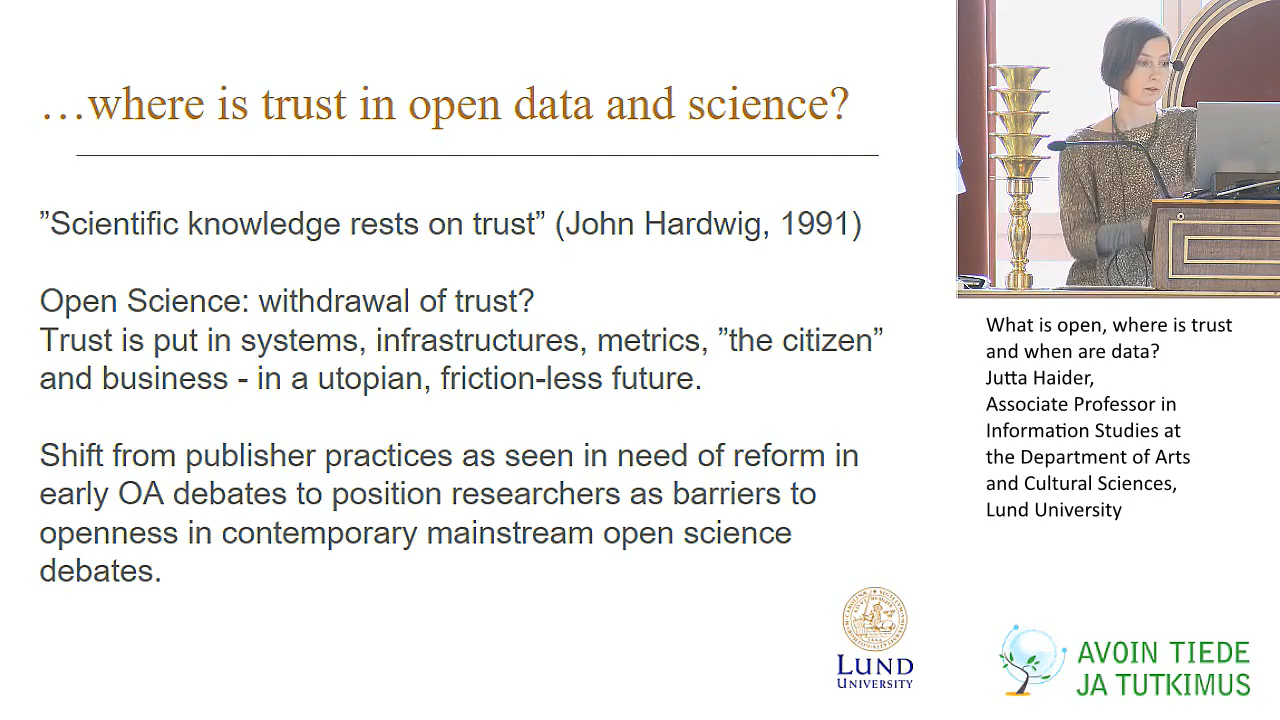 …where is trust in open data and science?
”Scientific knowledge rests on trust” (John Hardwig, 1991)
Open Science: withdrawal of trust?
Trust is put in systems, infrastructures, metrics, ”the citizen”
and business - in a utopian, friction-less future.
Shift from publisher practices as seen in need of reform in
early OA debates to position researchers as barriers to
openness in contemporary mainstream open science
debates.
LUND
UNIVERSITY
What is open, where is trust
and when are data?
Jutta Haider,
Associate Professor in
Information Studies at
the Department of Arts
and Cultural Sciences,
Lund University
AVOIN TIEDE
JA TUTKIMUS